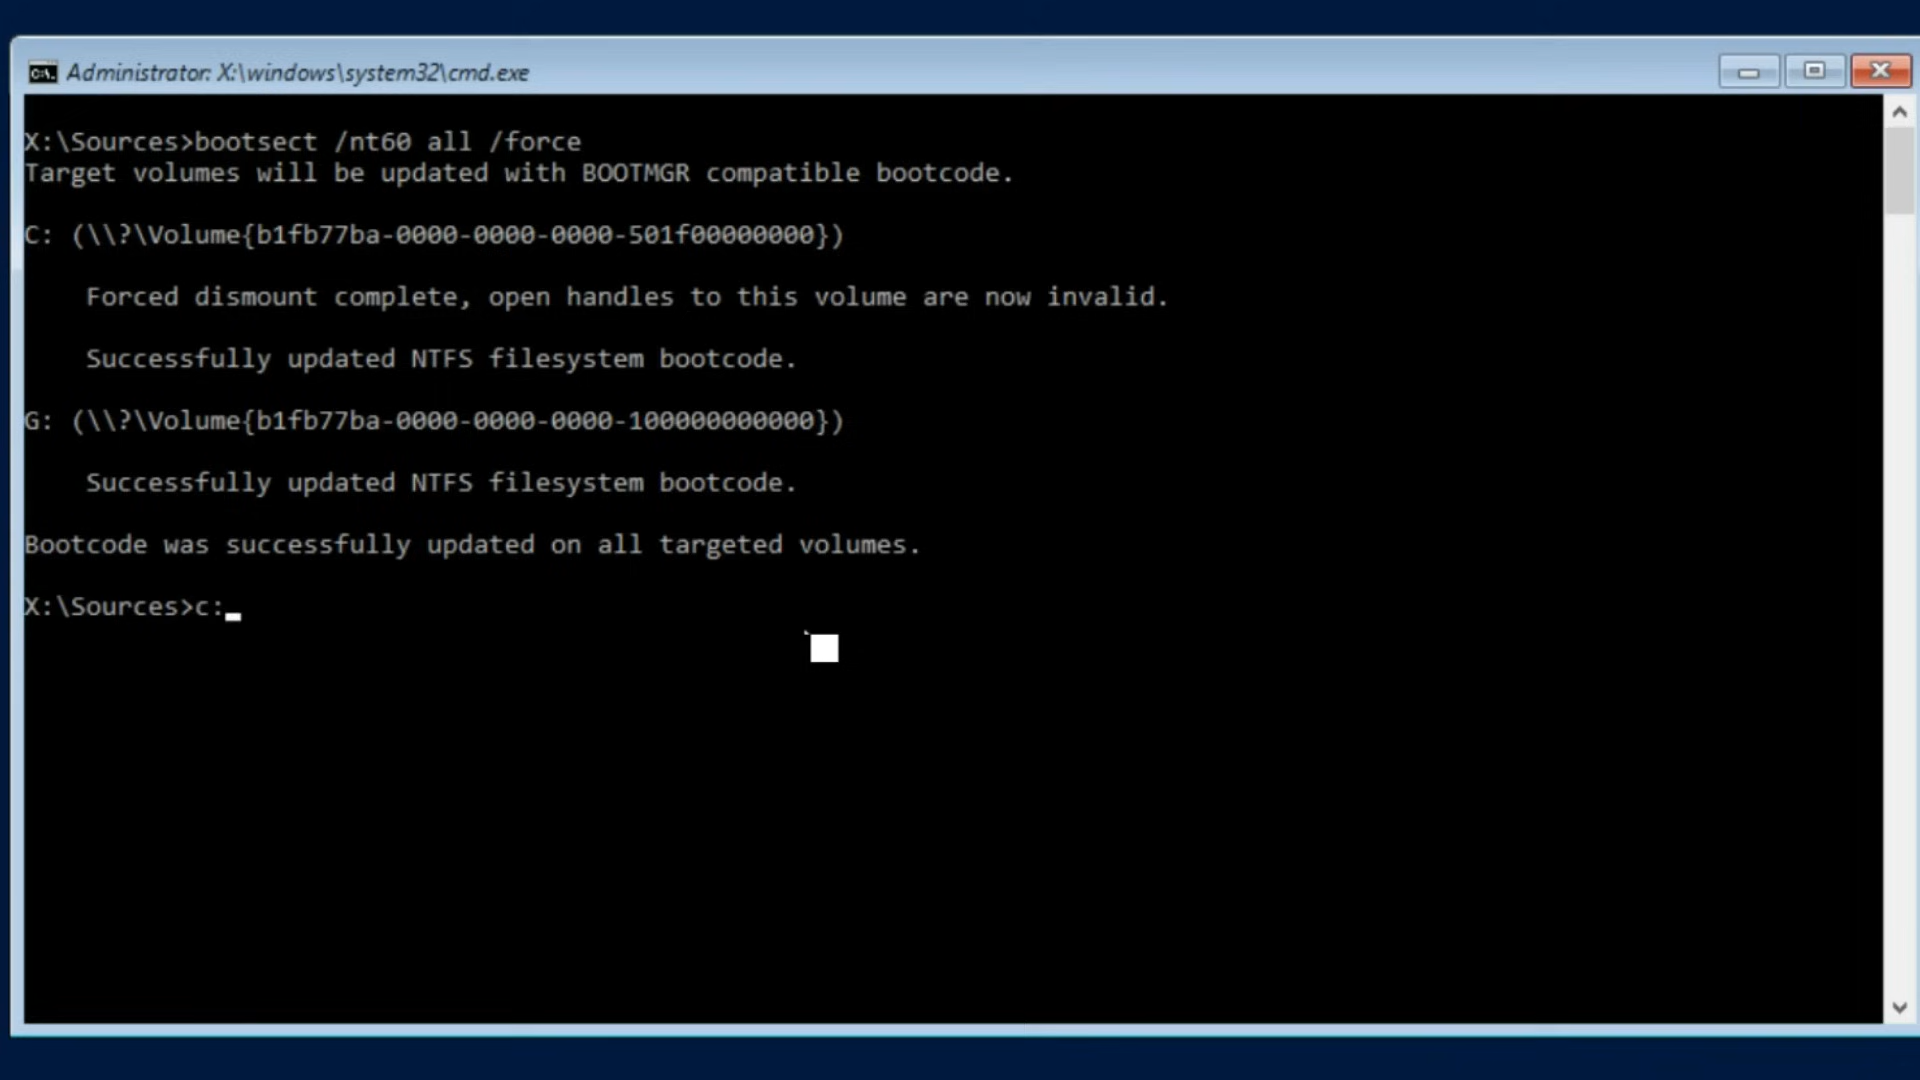 Administrator: X:\windows\system32\cmd.exe
X:\Sources>bootsect /nt60 all /force
Target volumes will be updated with BOOTMGR compatible bootcode.
C: (\\?\Volume{b1fb77ba-0000-0000-0000-501f00000000})
Forced dismount complete, open handles to this volume are now invalid.
Successfully updated NTFS filesystem bootcode.
G: (\\?\Volume{b1fb77ba-0000-0000-0000-100000000000})
Successfully updated NTFS filesystem bootcode.
Bootcode was successfully updated on all targeted volumes.
X:\Sources>c: